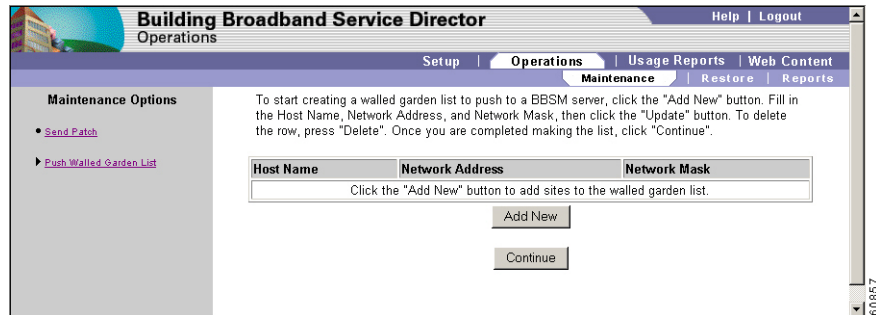 Building Broadband Service Director
Operations
Help | Logout
Setup | Operations | Usage Reports | Web Content
Maintenance | Restore | Reports
Maintenance Options
Send Patch
Push Walled Garden List
To start creating a walled garden list to push to a BBSM server, click the "Add New" button. Fill in
the Host Name, Network Address, and Network Mask, then click the "Update" button. To delete
the row, press "Delete". Once you are completed making the list, click "Continue".
Host Name Network Address Network Mask
Click the "Add New" button to add sites to the walled garden list.
Add New
Continue
60857